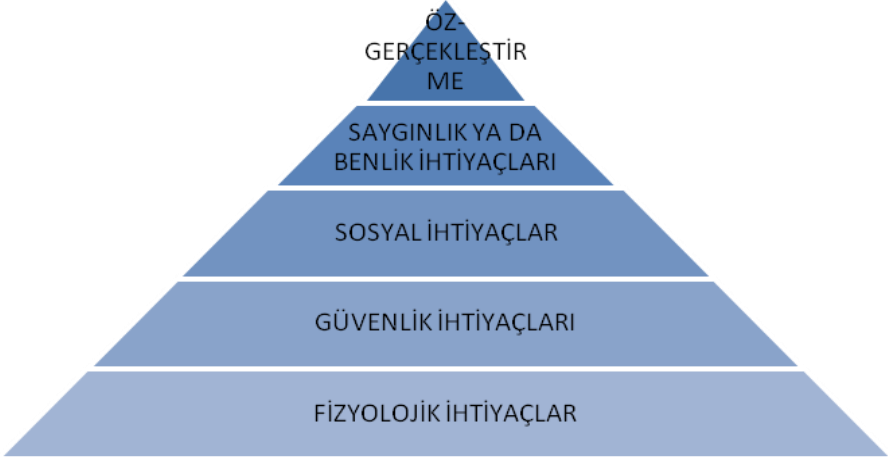 ÖZ-
GERÇEKLEŞTİR
ME
SAYGINLIK YA DA
BENLİK İHTİYAÇLARI
SOSYAL İHTİYAÇLAR
GÜVENLİK İHTİYAÇLARI
FİZYOLOJİK İHTİYAÇLAR